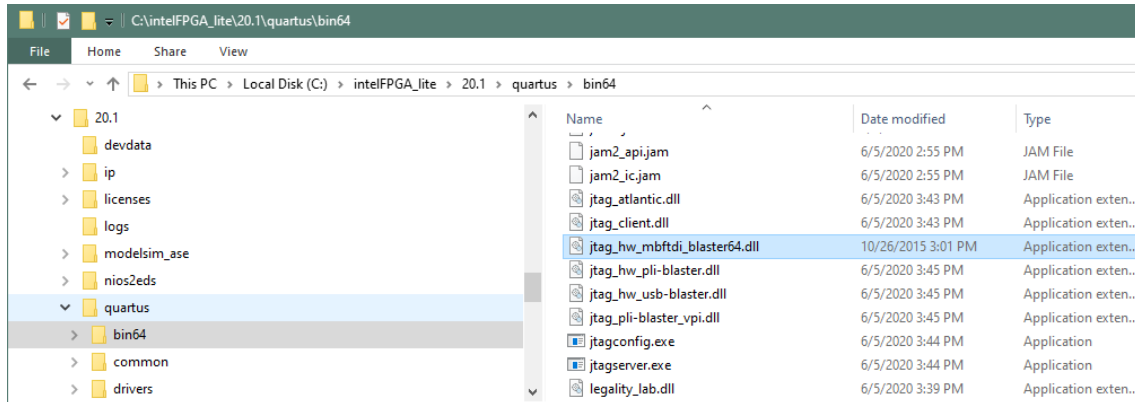 C:\intelFPGA_lite\20.1\quartus\bin64
File Home Share View
This PC > Local Disk (C:) > intelFPGA_lite > 20.1 > quartus > bin64
20.1
devdata
ip
licenses
logs
modelsim_ase
nios2eds
quartus
bin64
common
drivers
Name Date modified Type
jam2_api.jam 6/5/2020 2:55 PM JAM File
jam2_ic.jam 6/5/2020 2:55 PM JAM File
jtag_atlantic.dll 6/5/2020 3:43 PM Application exten...
jtag_client.dll 6/5/2020 3:43 PM Application exten...
jtag_hw_mbftdi_blaster64.dll 10/26/2015 3:01 PM Application exten...
jtag_hw_pli-blaster.dll 6/5/2020 3:45 PM Application exten...
jtag_hw_usb-blaster.dll 6/5/2020 3:45 PM Application exten...
jtag_pli-blaster_vpi.dll 6/5/2020 3:45 PM Application exten...
jtagconfig.exe 6/5/2020 3:44 PM Application
jtagserver.exe 6/5/2020 3:44 PM Application
legality_lab.dll 6/5/2020 3:39 PM Application exten...